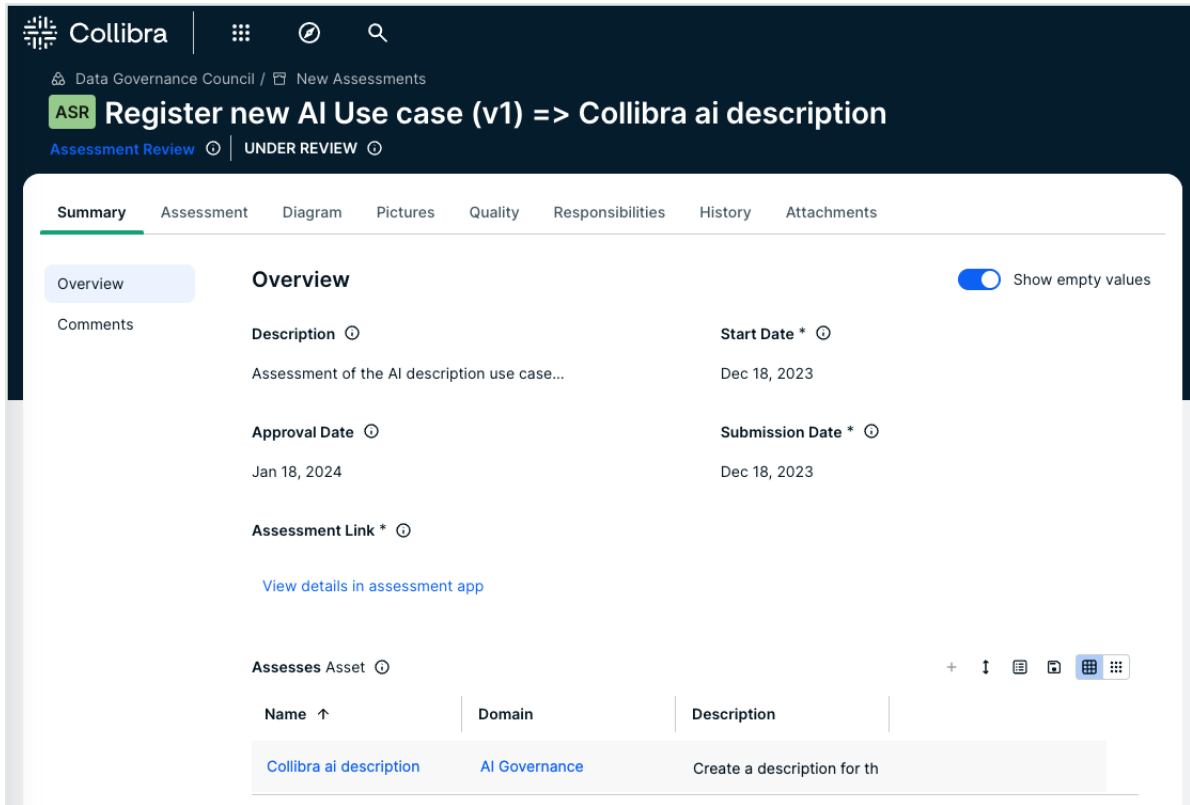 Collibra
Data Governance Council / New Assessments
ASR Register new AI Use case (v1) => Collibra ai description
Assessment Review UNDER REVIEW
Summary Assessment Diagram Pictures Quality Responsibilities History Attachments
Overview
Comments
Overview
Show empty values
Description
Assessment of the AI description use case...
Start Date *
Dec 18, 2023
Approval Date
Jan 18, 2024
Submission Date *
Dec 18, 2023
Assessment Link *
View details in assessment app
Assesses Asset
Name Domain Description
Collibra ai description AI Governance Create a description for th